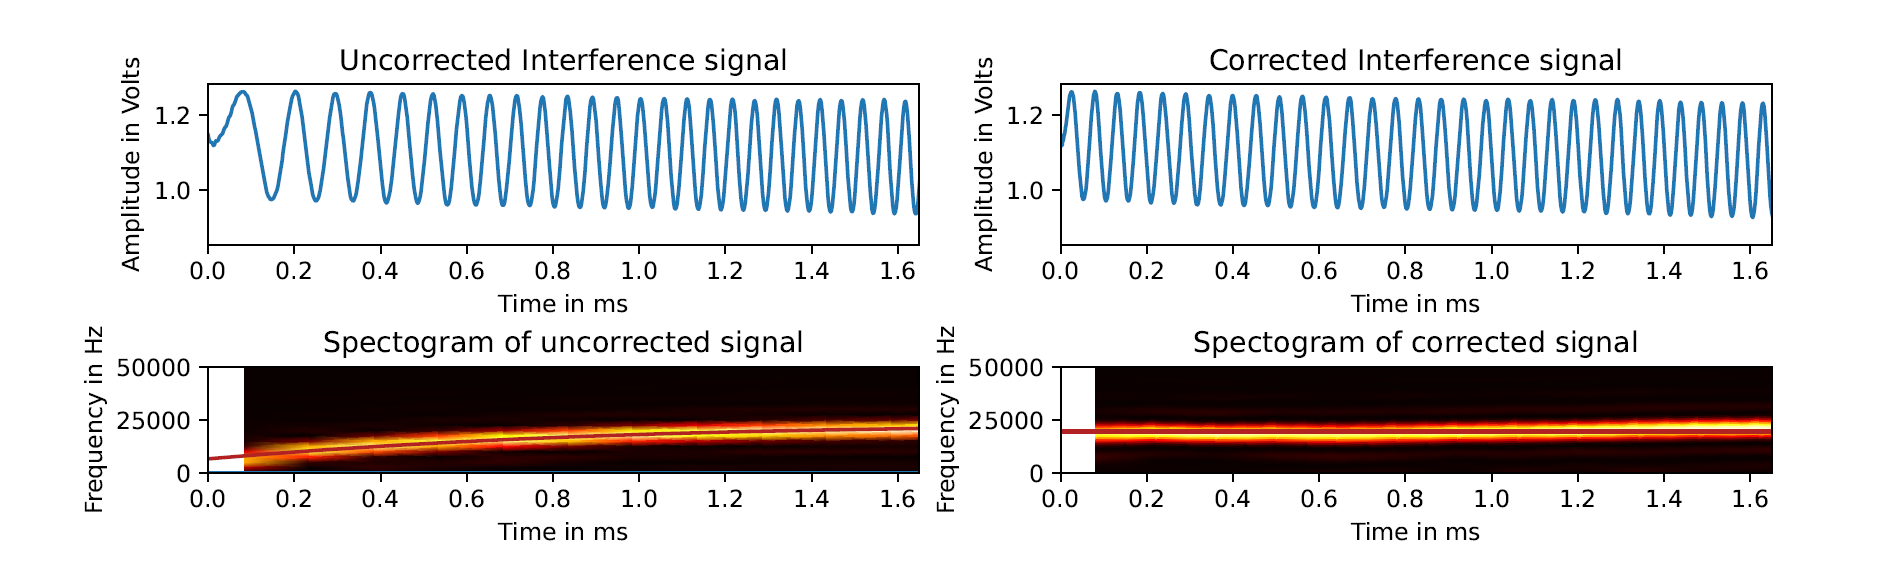 Uncorrected Interference signal
Amplitude in Volts
1.2
1.0
0.0 0.2 0.4 0.6 0.8 1.0 1.2 1.4 1.6
Time in ms
Corrected Interference signal
Amplitude in Volts
1.2
1.0
0.0 0.2 0.4 0.6 0.8 1.0 1.2 1.4 1.6
Time in ms
Spectogram of uncorrected signal
Frequency in Hz
50000
25000
0
0.0 0.2 0.4 0.6 0.8 1.0 1.2 1.4 1.6
Time in ms
Spectogram of corrected signal
Frequency in Hz
50000
25000
0
0.0 0.2 0.4 0.6 0.8 1.0 1.2 1.4 1.6
Time in ms